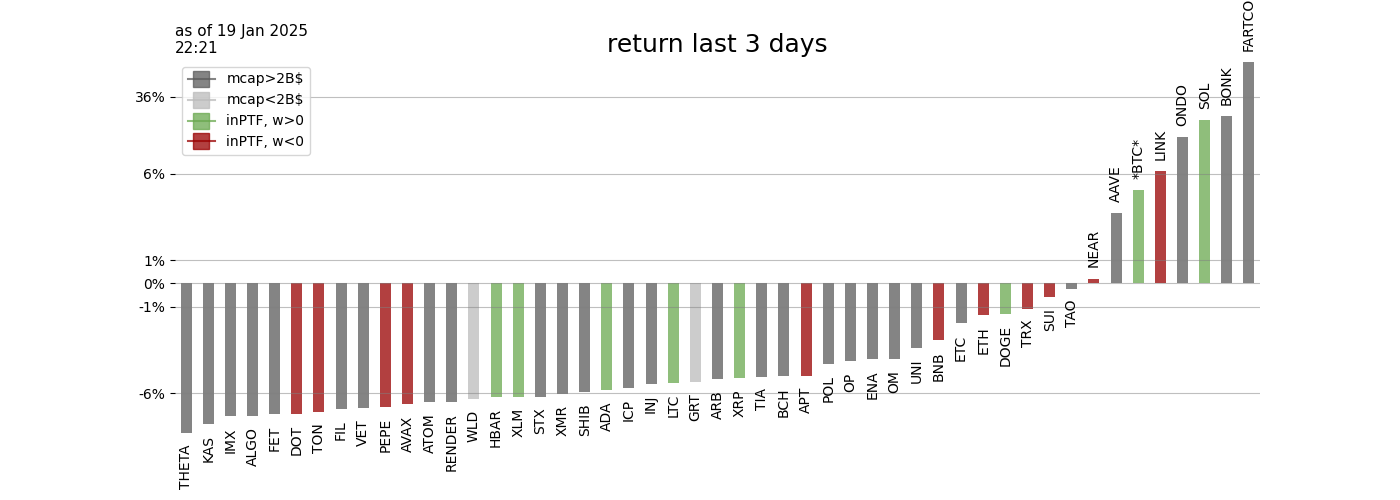 as of 19 Jan 2025
22:21
return last 3 days
mcap>2B$
mcap<2B$
inPTF, w>0
inPTF, w<0
36%
6%
1%
0%
-1%
-6%
THETA
KAS
IMX
ALGO
FET
DOT
TON
FIL
VET
PEPE
AVAX
ATOM
RENDER
WLD
HBAR
XLM
STX
XMR
SHIB
ADA
ICP
INJ
LTC
GRT
ARB
XRP
TIA
BCH
APT
POL
OP
ENA
OM
UNI
BNB
ETC
ETH
DOGE
TRX
SUI
TAO
NEAR
AAVE
*BTC*
LINK
ONDO
SOL
BONK
FARTCO